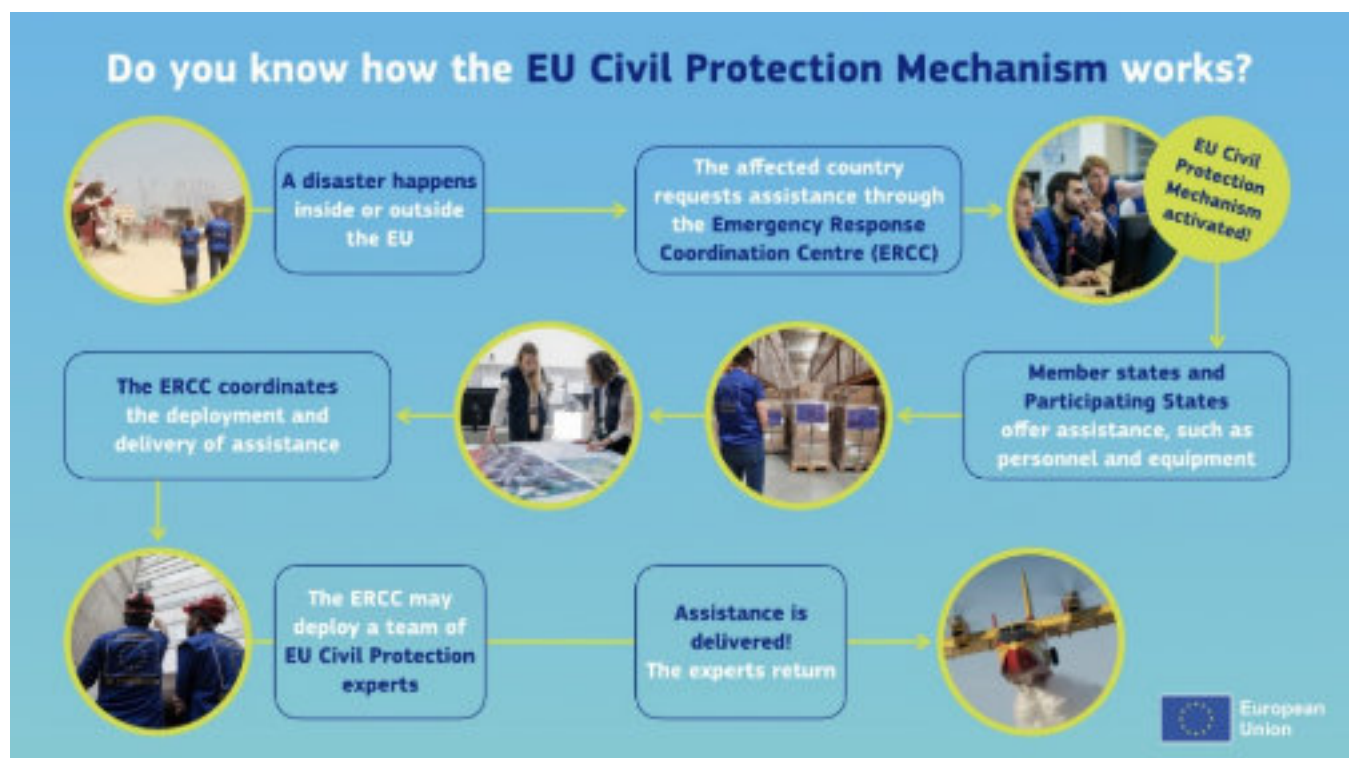 Do you know how the EU Civil Protection Mechanism works?
A disaster happens
inside or outside
the EU
The affected country
requests assistance through
the Emergency Response
Coordination Centre (ERCC)
EU Civil
Protection
Mechanism
activated!
Member states and
Participating States
offer assistance, such as
personnel and equipment
The ERCC coordinates
the deployment and
delivery of assistance
The ERCC may
deploy a team of
EU Civil Protection
experts
Assistance is
delivered!
The experts return
European
Union